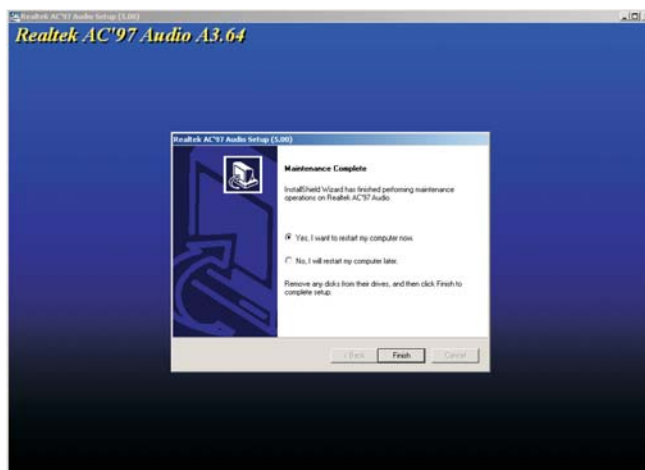 Realtek AC'97 Audio Setup (5.00)
Realtek AC'97 Audio A3.64
Realtek AC'97 Audio Setup (5.00)
Maintenance Complete
InstallShield Wizard has finished performing maintenance
operations on Realtek AC'97 Audio
Yes, I want to restart my computer now.
No, I will restart my computer later.
Remove any disks from their drives, and then click Finish to
complete setup.
< Back Finish Cancel